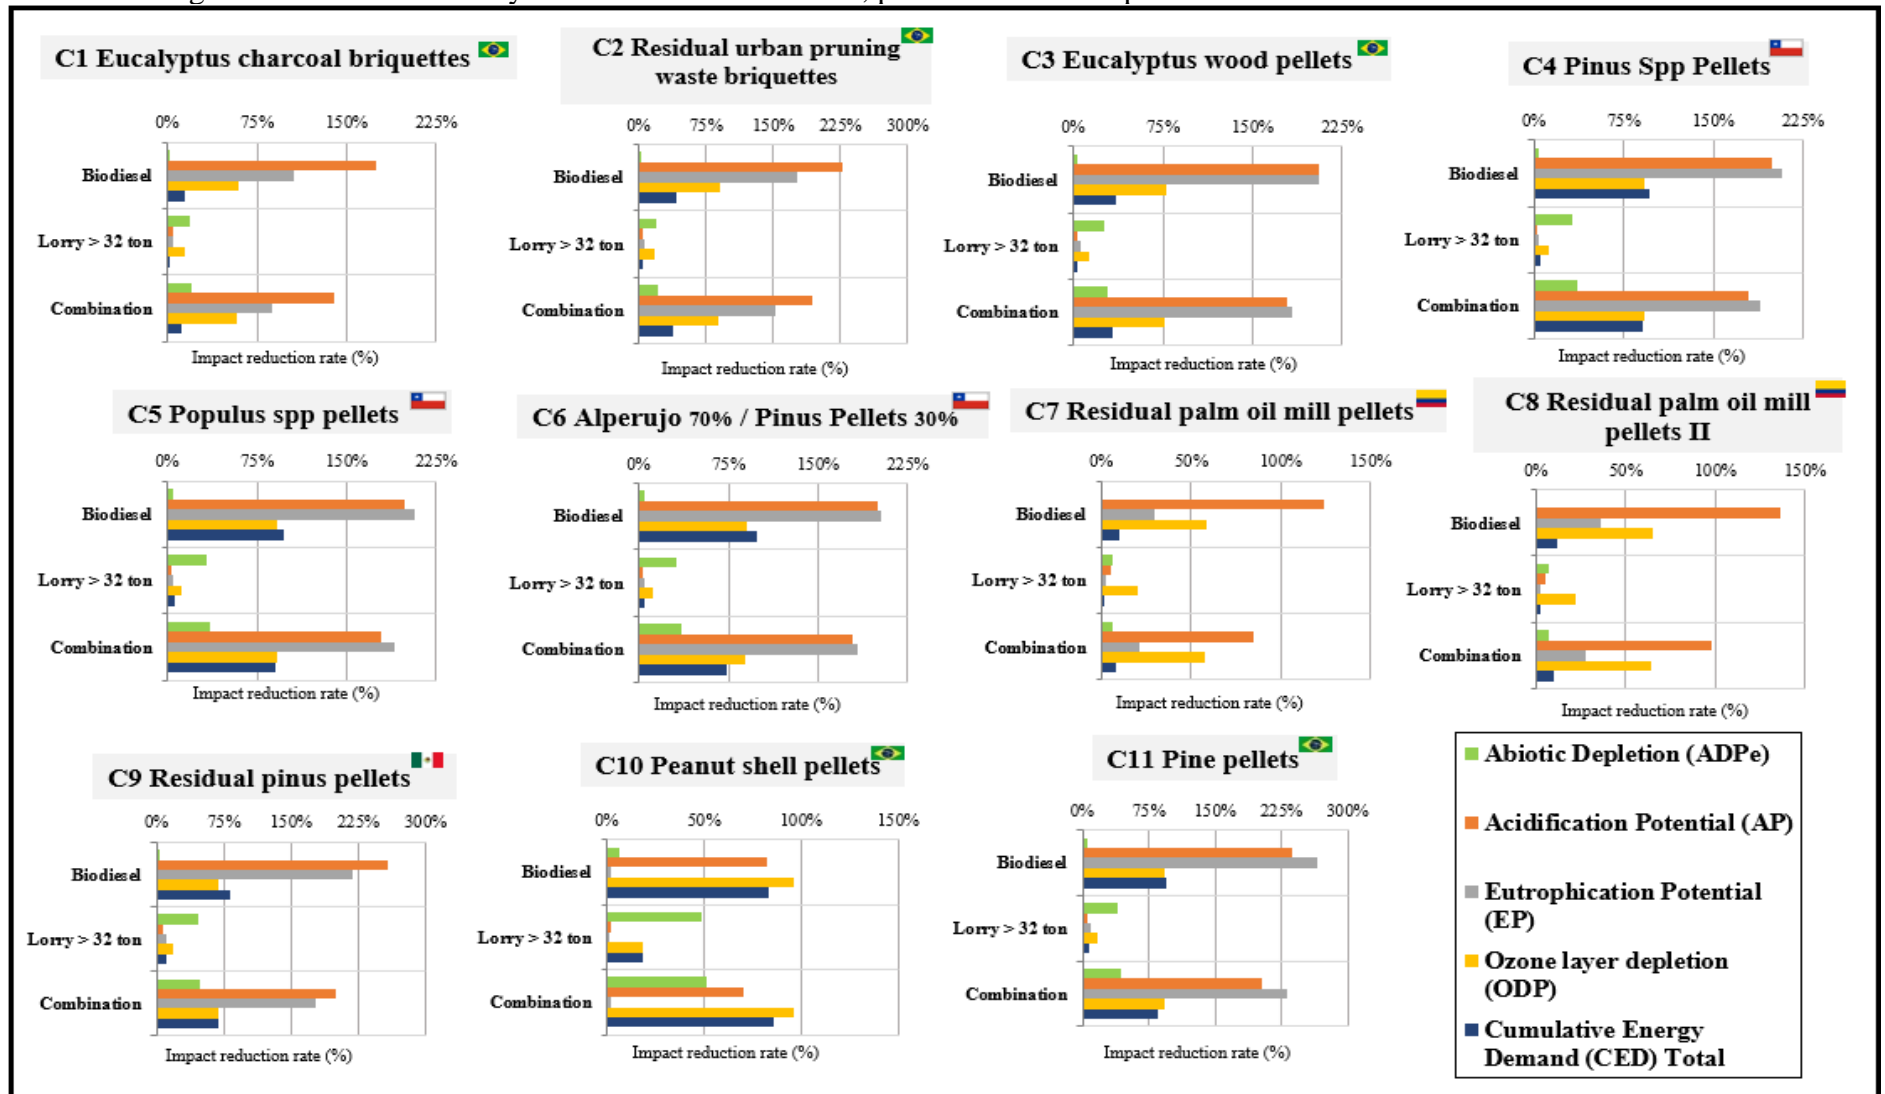 C1 Eucalyptus charcoal briquettes
0% 75% 150% 225%
Biodiesel
Lorry > 32 ton
Combination
Impact reduction rate (%)
C2 Residual urban pruning
waste briquettes
0% 75% 150% 225% 300%
Biodiesel
Lorry > 32 ton
Combination
Impact reduction rate (%)
C3 Eucalyptus wood pellets
0% 75% 150% 225%
Biodiesel
Lorry > 32 ton
Combination
Impact reduction rate (%)
C4 Pinus Spp Pellets
0% 75% 150% 225%
Biodiesel
Lorry > 32 ton
Combination
Impact reduction rate (%)
C5 Populus spp pellets
0% 75% 150% 225%
Biodiesel
Lorry > 32 ton
Combination
Impact reduction rate (%)
C6 Alperujo 70% / Pinus Pellets 30%
0% 75% 150% 225%
Biodiesel
Lorry > 32 ton
Combination
Impact reduction rate (%)
C7 Residual palm oil mill pellets
0% 50% 100% 150%
Biodiesel
Lorry > 32 ton
Combination
Impact reduction rate (%)
C8 Residual palm oil mill
pellets II
0% 50% 100% 150%
Biodiesel
Lorry > 32 ton
Combination
Impact reduction rate (%)
C9 Residual pinus pellets
0% 75% 150% 225% 300%
Biodiesel
Lorry > 32 ton
Combination
Impact reduction rate (%)
C10 Peanut shell pellets
0% 50% 100% 150%
Biodiesel
Lorry > 32 ton
Combination
Impact reduction rate (%)
C11 Pine pellets
0% 75% 150% 225% 300%
Biodiesel
Lorry > 32 ton
Combination
Impact reduction rate (%)
Abiotic Depletion (ADPe)
Acidification Potential (AP)
Eutrophication Potential
(EP)
Ozone layer depletion
(ODP)
Cumulative Energy
Demand (CED) Total